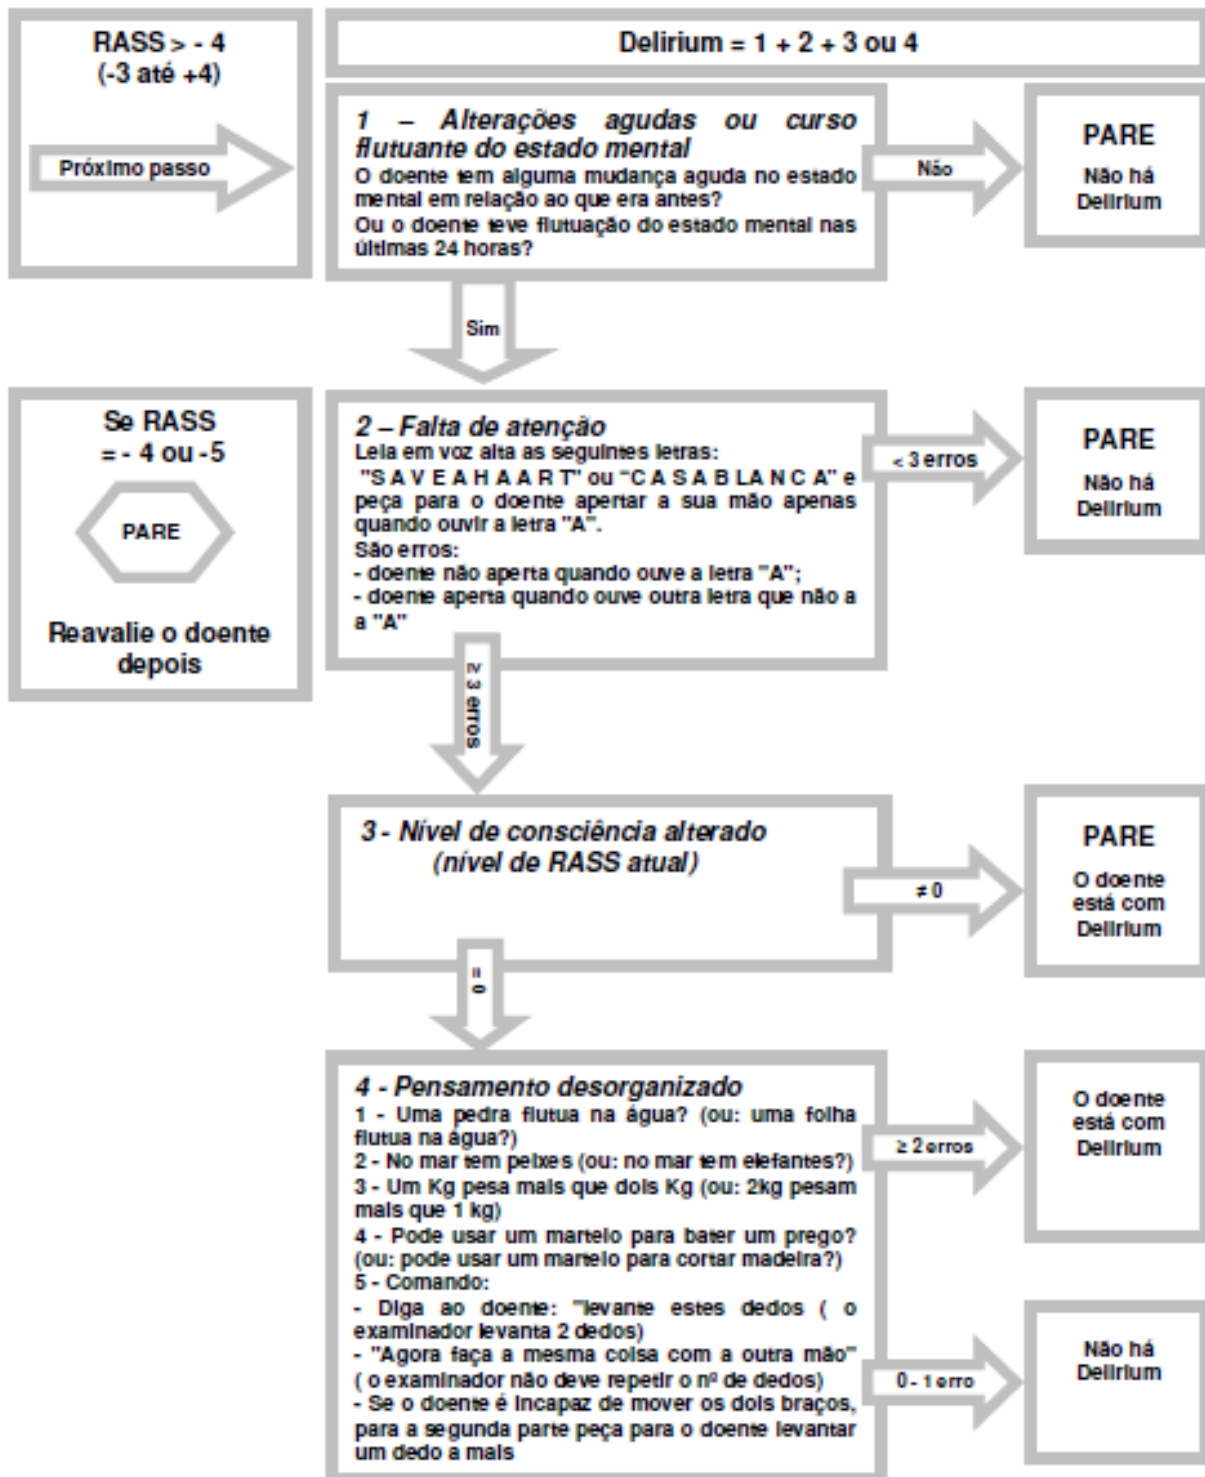 RASS > - 4
(-3 até +4)
Próximo passo
Delirium = 1 + 2 + 3 ou 4
1 – Alterações agudas ou curso
flutuante do estado mental
O doente tem alguma mudança aguda no estado
mental em relação ao que era antes?
Ou o doente teve flutuação do estado mental nas
últimas 24 horas?
Não
PARE
Não há
Delirium
Sim
Se RASS
= - 4 ou -5
PARE
Reavalie o doente
depois
2 – Falta de atenção
Leia em voz alta as seguintes letras:
"S A V E A H A A R T" ou "C A S A B L A N C A" e
peça para o doente apertar a sua mão apenas
quando ouvir a letra "A".
São erros:
- doente não aperta quando ouve a letra "A";
- doente aperta quando ouve outra letra que não a
a "A"
< 3 erros
PARE
Não há
Delirium
≥ 3 erros
3 - Nível de consciência alterado
(nível de RASS atual)
≠ 0
PARE
O doente
está com
Delirium
= 0
4 - Pensamento desorganizado
1 - Uma pedra flutua na água? (ou: uma folha
flutua na água?)
2 - No mar tem peixes (ou: no mar tem elefantes?)
3 - Um Kg pesa mais que dois Kg (ou: 2kg pesam
mais que 1 kg)
4 - Pode usar um martelo para bater um prego?
(ou: pode usar um martelo para cortar madeira?)
5 - Comando:
- Diga ao doente: "levante estes dedos ( o
examinador levanta 2 dedos)
- "Agora faça a mesma coisa com a outra mão"
( o examinador não deve repetir o nº de dedos)
- Se o doente é incapaz de mover os dois braços,
para a segunda parte peça para o doente levantar
um dedo a mais
≥ 2 erros
O doente
está com
Delirium
0 - 1 erro
Não há
Delirium